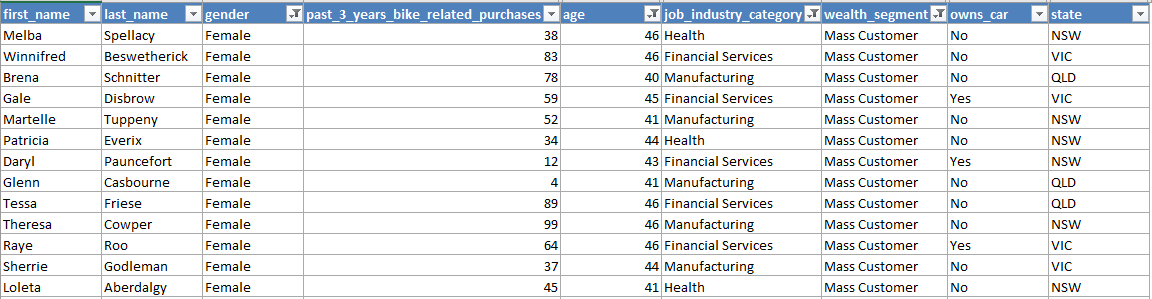 first_name last_name gender past_3_years_bike_related_purchases age job_industry_category wealth_segment owns_car state
Melba Spellacy Female 38 46 Health Mass Customer No NSW
Winnifred Beswetherick Female 83 46 Financial Services Mass Customer No VIC
Brena Schnitter Female 78 40 Manufacturing Mass Customer No QLD
Gale Disbrow Female 59 45 Financial Services Mass Customer Yes VIC
Martelle Tuppeny Female 52 41 Manufacturing Mass Customer No NSW
Patricia Everix Female 34 44 Health Mass Customer No NSW
Daryl Pauncefort Female 12 43 Financial Services Mass Customer Yes NSW
Glenn Casbourne Female 4 41 Manufacturing Mass Customer No QLD
Tessa Friese Female 89 46 Financial Services Mass Customer No QLD
Theresa Cowper Female 99 46 Manufacturing Mass Customer No NSW
Raye Roo Female 64 46 Financial Services Mass Customer Yes VIC
Sherrie Godleman Female 37 44 Manufacturing Mass Customer No VIC
Loleta Aberdalgy Female 45 41 Health Mass Customer No NSW